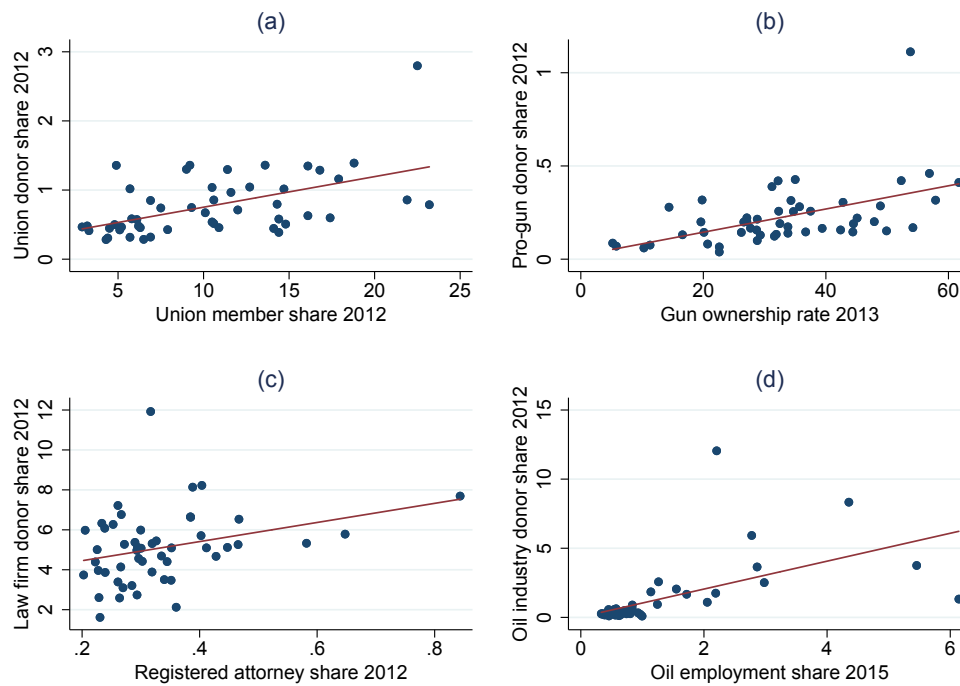 (a)
Union donor share 2012
0
1
2
3
5
10
15
20
25
Union member share 2012
(b)
Pro-gun donor share 2012
0
.5
1
0
20
40
60
Gun ownership rate 2013
(c)
Law firm donor share 2012
2
4
6
8
10
12
.2
.4
.6
.8
Registered attorney share 2012
(d)
Oil industry donor share 2012
0
5
10
15
0
2
4
6
Oil employment share 2015